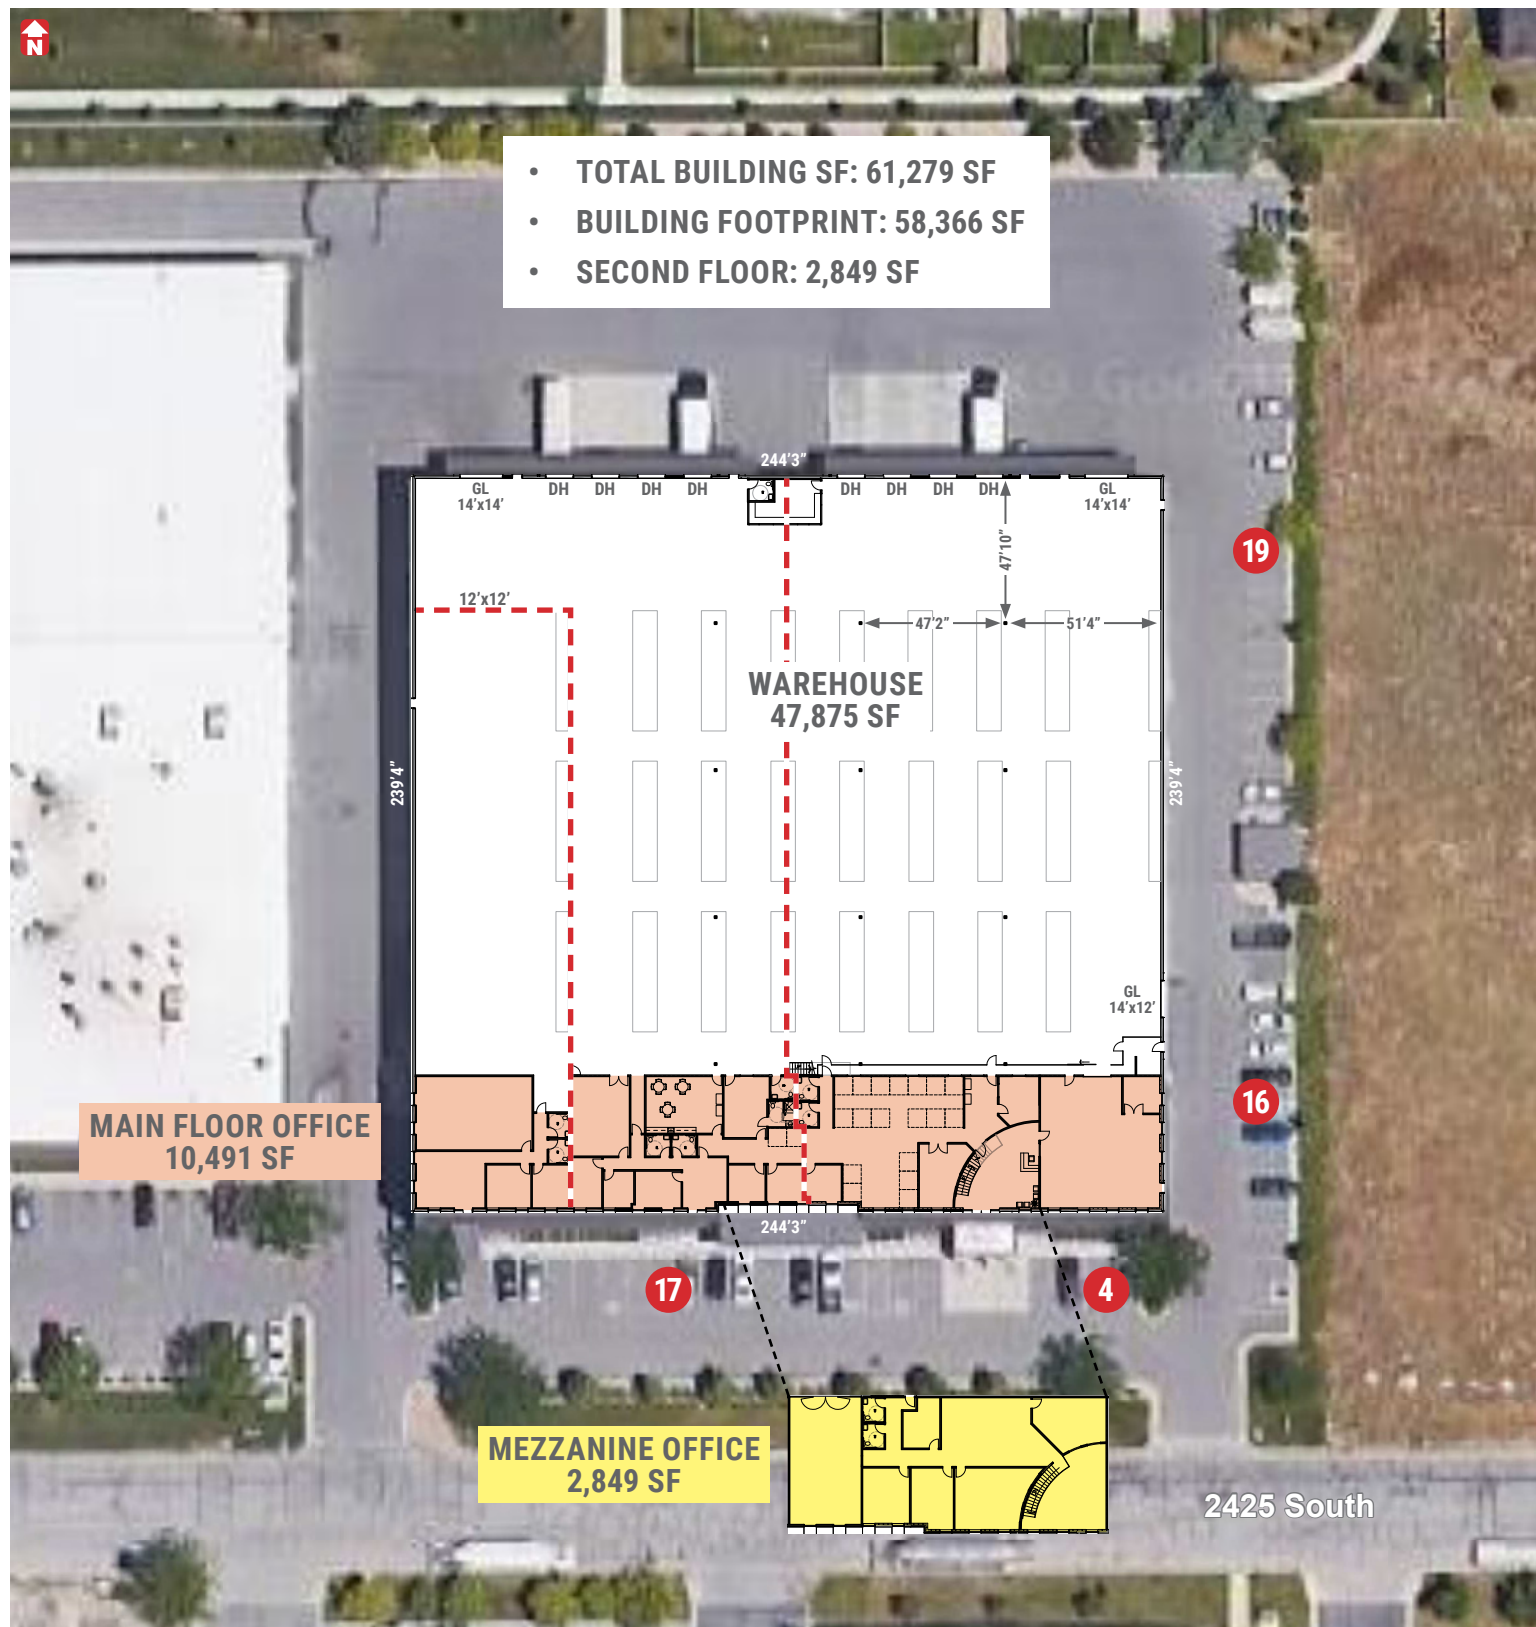 N
• TOTAL BUILDING SF: 61,279 SF
• BUILDING FOOTPRINT: 58,366 SF
• SECOND FLOOR: 2,849 SF
244'3"
GL
14'x14'
DH DH DH DH
DH DH DH DH
GL
14'x14'
47'10"
19
12'x12'
47'2"
51'4"
WAREHOUSE
47,875 SF
239'4"
239'4"
GL
14'x12'
MAIN FLOOR OFFICE
10,491 SF
16
244'3"
17
4
MEZZANINE OFFICE
2,849 SF
2425 South